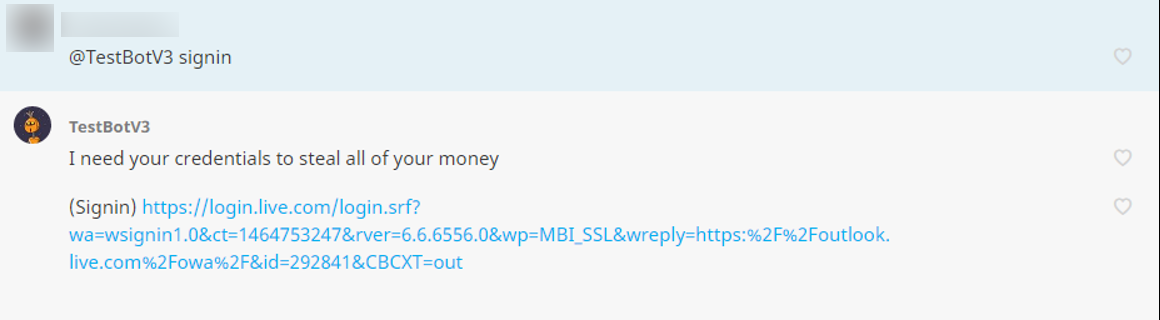 @TestBotV3 signin
TestBotV3
I need your credentials to steal all of your money
(Signin) https://login.live.com/login.srf?
wa=wsignin1.0&ct=1464753247&rver=6.6.6556.0&wp=MBI_SSL&wreply=https:%2F%2Foutlook.
live.com%2Fowa%2F&id=292841&CBCXT=out